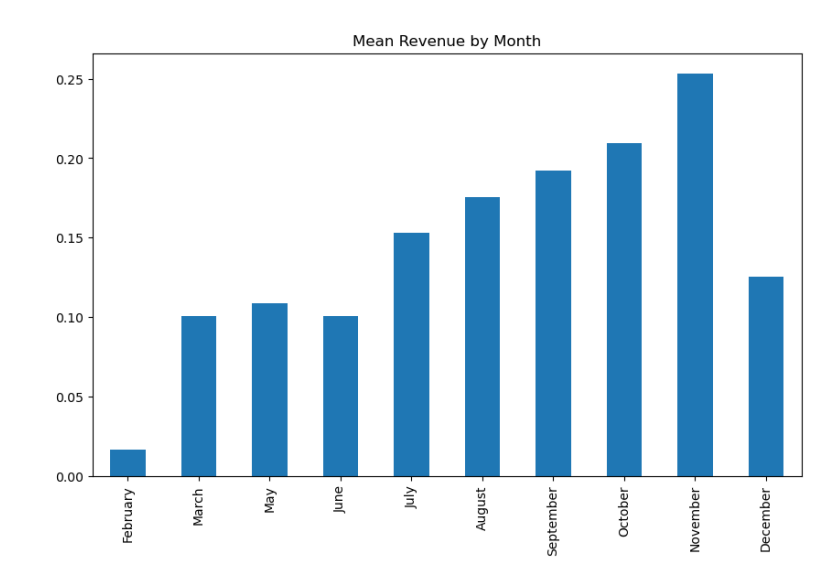 Mean Revenue by Month
0.25
0.20
0.15
0.10
0.05
0.00
February
March
May
June
July
August
September
October
November
December